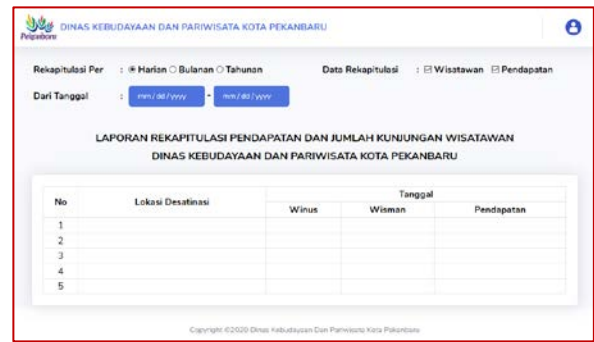 DINAS KEBUDAYAAN DAN PARIWISATA KOTA PEKANBARU
Rekapitulasi Per : Harian Bulanan Tahunan Data Rekapitulasi : Wisatawan Pendapatan
Dari Tanggal : mm / dd / yyyy - mm / dd / yyyy
LAPORAN REKAPITULASI PENDAPATAN DAN JUMLAH KUNJUNGAN WISATAWAN
DINAS KEBUDAYAAN DAN PARIWISATA KOTA PEKANBARU
No Lokasi Desatinasi Tanggal
Winus Wisman Pendapatan
1
2
3
4
5
Copyright ©2020 Dinas Kebudayaan Dan Pariwisata Kota Pekanbaru